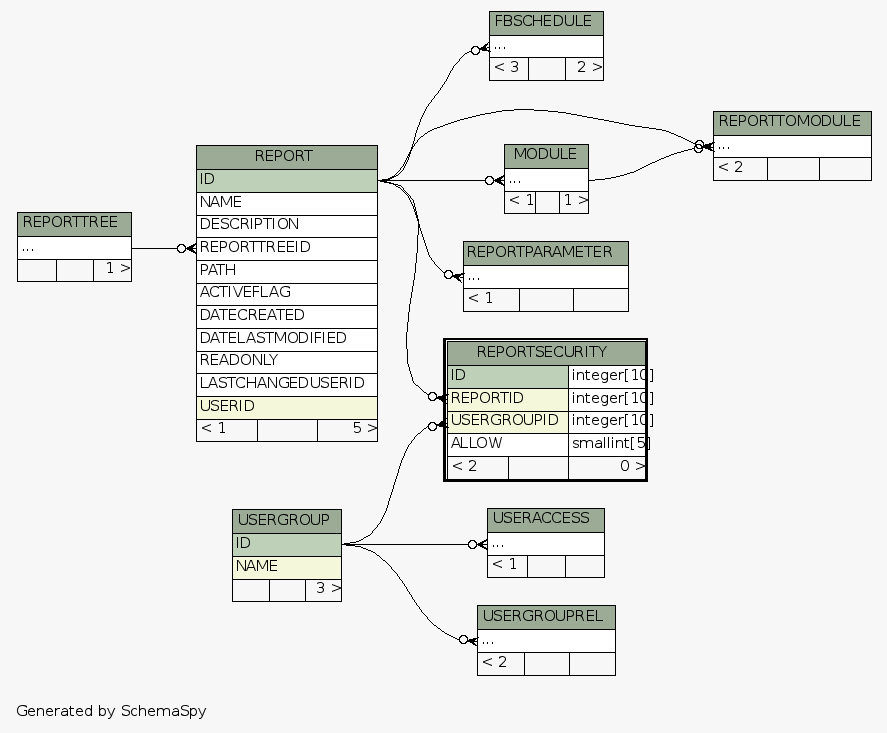 FBSCHEDULE
...
< 3 2 >
REPORTTOMODULE
...
< 2
REPORT
ID
NAME
DESCRIPTION
REPORTTREEID
PATH
ACTIVEFLAG
DATECREATED
DATELASTMODIFIED
READONLY
LASTCHANGEDUSERID
USERID
< 1 5 >
MODULE
...
< 1 1 >
REPORTTREE
...
1 >
REPORTPARAMETER
...
< 1
REPORTSECURITY
ID integer[10]
REPORTID integer[10]
USERGROUPID integer[10]
ALLOW smallint[5]
< 2 0 >
USERGROUP
ID
NAME
3 >
USERACCESS
...
< 1
USERGROUPREL
...
< 2
Generated by SchemaSpy